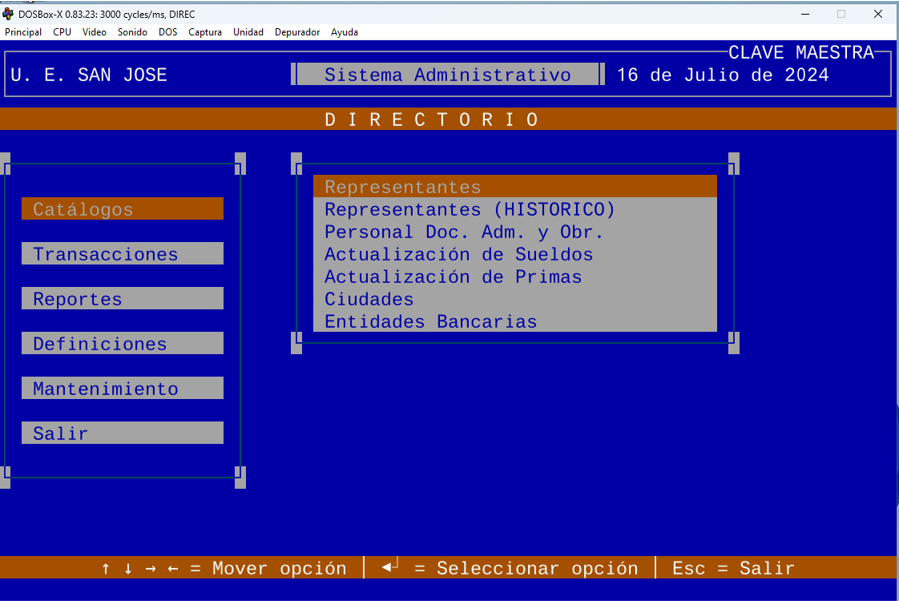 DOSBox-X 0.83.23: 3000 cycles/ms, DIREC
Principal CPU Video Sonido DOS Captura Unidad Depurador Ayuda
CLAVE MAESTRA
U. E. SAN JOSE Sistema Administrativo 16 de Julio de 2024
D I R E C T O R I O
Catálogos
Transacciones
Reportes
Definiciones
Mantenimiento
Salir
Representantes
Representantes (HISTORICO)
Personal Doc. Adm. y Obr.
Actualización de Sueldos
Actualización de Primas
Ciudades
Entidades Bancarias
↑ ↓ → ← = Mover opción │ ◄┘ = Seleccionar opción │ Esc = Salir